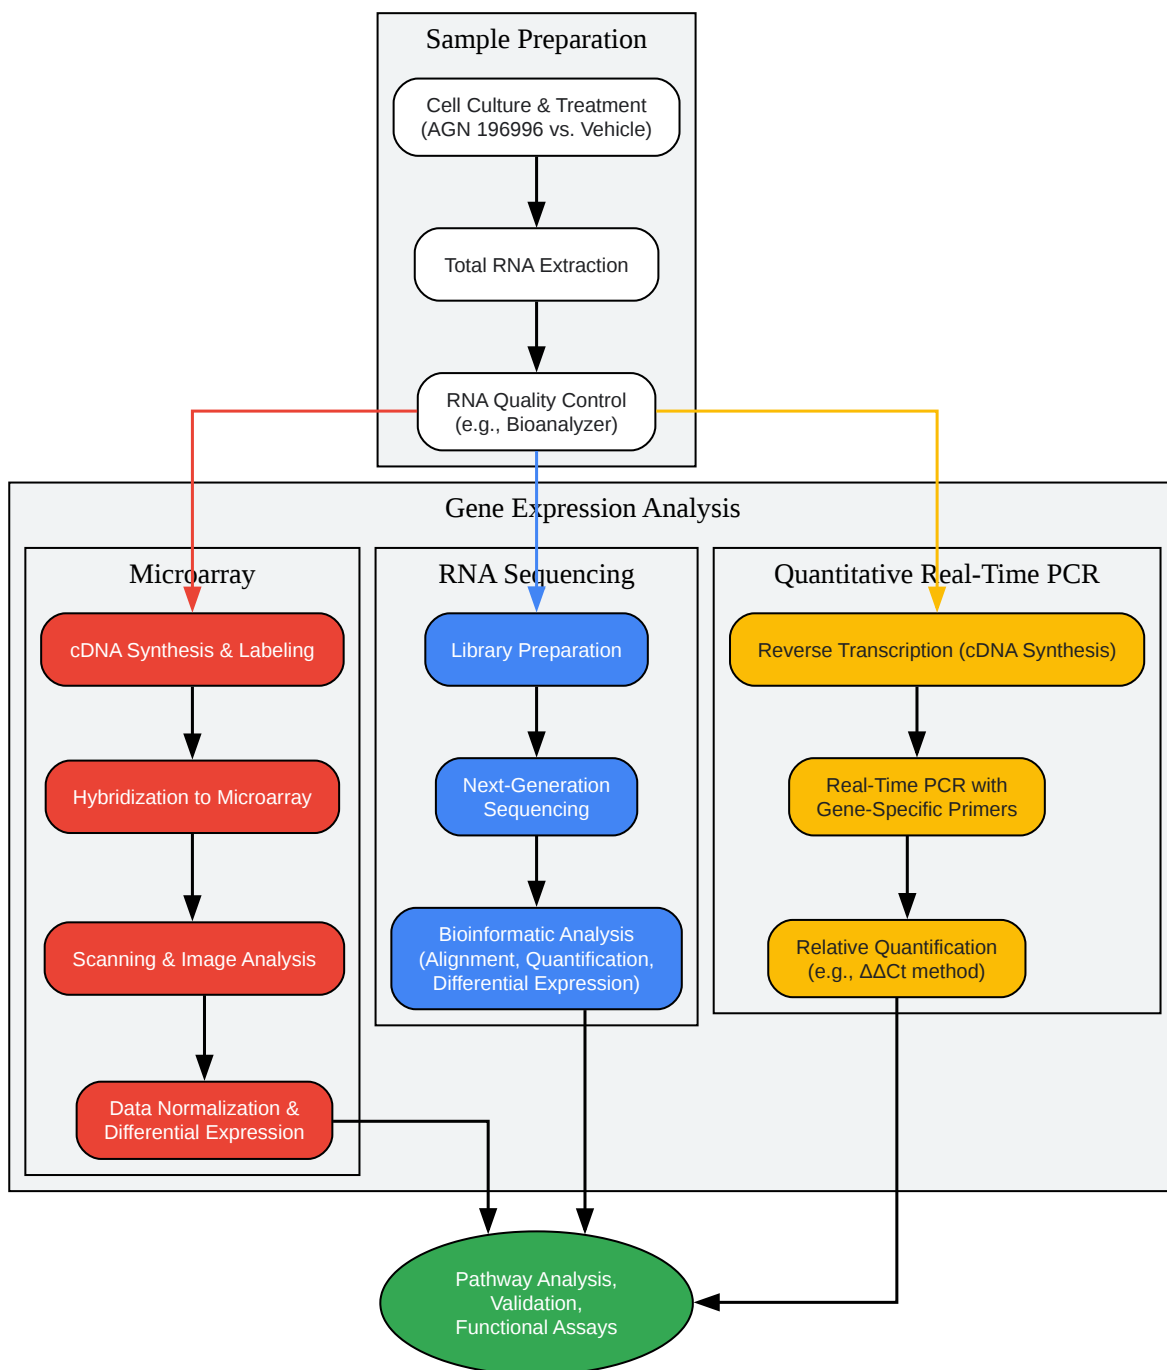 Sample Preparation
Cell Culture & Treatment
(AGN 196996 vs. Vehicle)
Total RNA Extraction
RNA Quality Control
(e.g., Bioanalyzer)
Gene Expression Analysis
Microarray
cDNA Synthesis & Labeling
Hybridization to Microarray
Scanning & Image Analysis
Data Normalization &
Differential Expression
RNA Sequencing
Library Preparation
Next-Generation
Sequencing
Bioinformatic Analysis
(Alignment, Quantification,
Differential Expression)
Quantitative Real-Time PCR
Reverse Transcription (cDNA Synthesis)
Real-Time PCR with
Gene-Specific Primers
Relative Quantification
(e.g., ΔΔCt method)
Pathway Analysis,
Validation,
Functional Assays